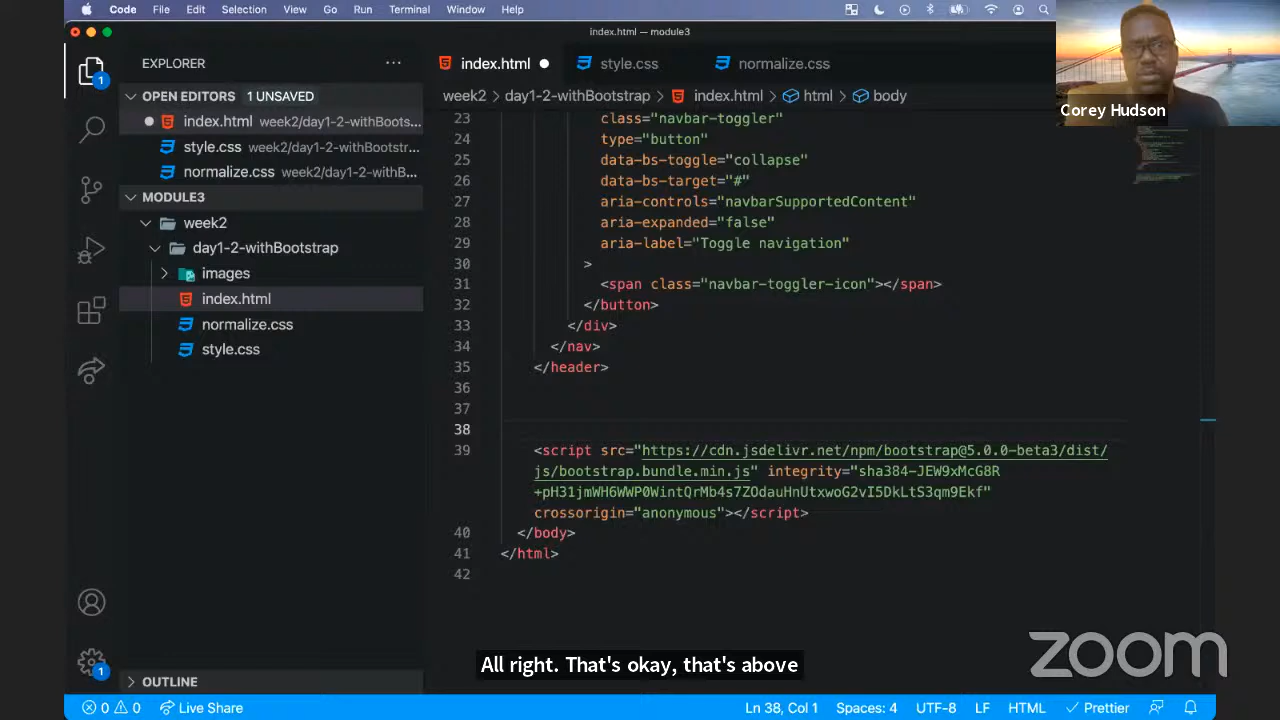 Code File Edit Selection View Go Run Terminal Window Help
index.html — module3
EXPLORER
index.html
style.css
normalize.css
OPEN EDITORS 1 UNSAVED
week2 > day1-2-withBootstrap > index.html > html > body
index.html week2/day1-2-withBoots...
style.css week2/day1-2-withBootstr...
normalize.css week2/day1-2-withB...
MODULE3
week2
day1-2-withBootstrap
images
index.html
normalize.css
style.css
OUTLINE
1
1
23 class="navbar-toggler"
24 type="button"
25 data-bs-toggle="collapse"
26 data-bs-target="#"
27 aria-controls="navbarSupportedContent"
28 aria-expanded="false"
29 aria-label="Toggle navigation"
30 >
31 <span class="navbar-toggler-icon"></span>
32 </button>
33 </div>
34 </nav>
35 </header>
36
37
38
39 <script src="https://cdn.jsdelivr.net/npm/bootstrap@5.0.0-beta3/dist/
js/bootstrap.bundle.min.js" integrity="sha384-JEW9xMcG8R
+pH31jmWH6WWP0WintQrMb4s7ZOdauHnUtxwoG2vI5DkLtS3qm9Ekf"
crossorigin="anonymous"></script>
40 </body>
41 </html>
42
Corey Hudson
All right. That's okay, that's above
zoom
0 0 Live Share Ln 38, Col 1 Spaces: 4 UTF-8 LF HTML Prettier